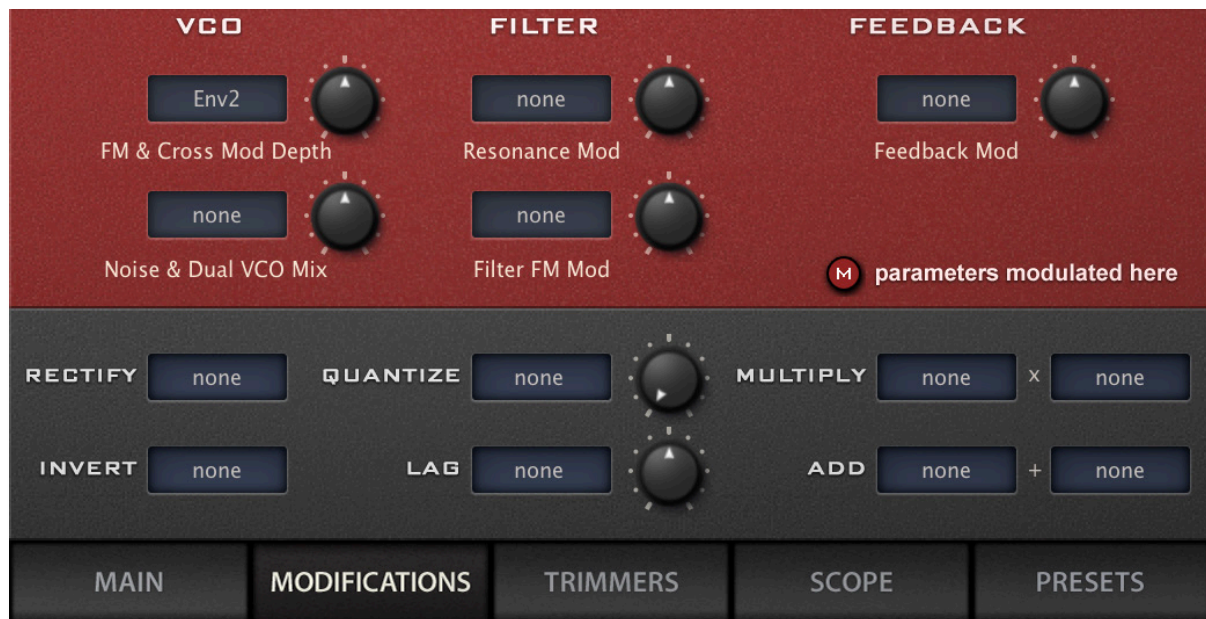 VCO FILTER FEEDBACK
Env2 none none
FM & Cross Mod Depth Resonance Mod Feedback Mod
none none
Noise & Dual VCO Mix Filter FM Mod M parameters modulated here
RECTIFY none QUANTIZE none MULTIPLY none x none
INVERT none LAG none ADD none + none
MAIN MODIFICATIONS TRIMMERS SCOPE PRESETS